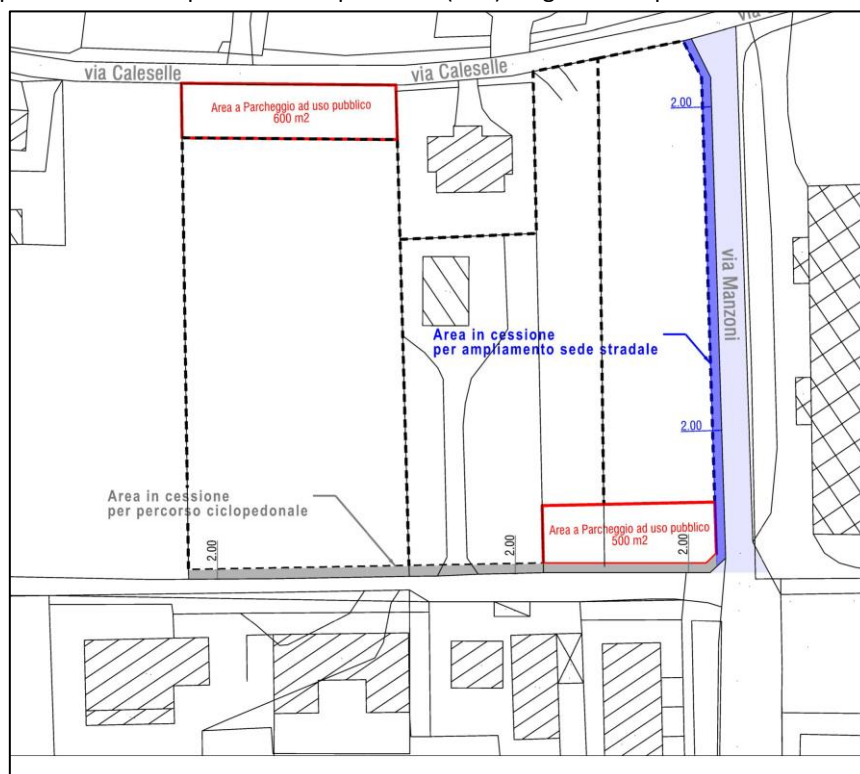 via Caleselle
via Caleselle
Area a Parcheggio ad uso pubblico
600 m2
2.00
via Manzoni
Area in cessione
per ampliamento sede stradale
2.00
Area in cessione
per percorso ciclopedonale
Area a Parcheggio ad uso pubblico
500 m2
2.00
2.00
2.00